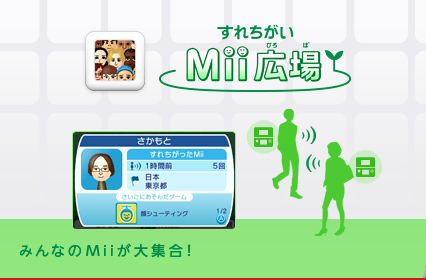 すれちがい
Mii広場
ひろ ば
さかもと
すれちがったMii
1時間前 5回
日本
東京都
さいごにあそんだゲーム
顔シューティング
1/2
みんなのMiiが大集合!